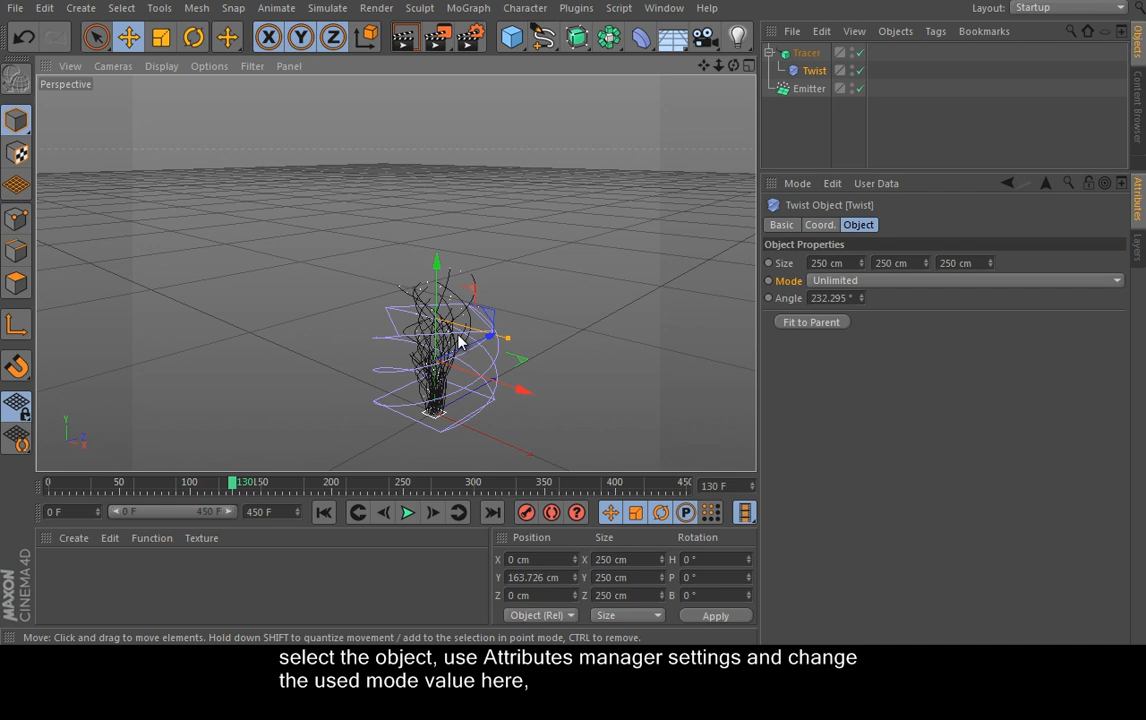 File Edit Create Select Tools Mesh Snap Animate Simulate Render Sculpt MoGraph Character Plugins Script Window Help Layout: Startup
File Edit View Objects Tags Bookmarks
View Cameras Display Options Filter Panel
Perspective
Tracer
Twist
Emitter
Objects
Content Browser
Mode Edit User Data
Attributes
Layers
Twist Object [Twist]
Basic Coord. Object
Object Properties
Size 250 cm 250 cm 250 cm
Mode Unlimited
Angle 232.295 °
Fit to Parent
Y
Z
X
0 50 100 130 150 200 250 300 350 400 45( 130 F
0 F 0 F 450 F 450 F
Create Edit Function Texture
Position Size Rotation
X 0 cm X 250 cm H 0 °
Y 163.726 cm Y 250 cm P 0 °
Z 0 cm Z 250 cm B 0 °
Object (Rel) Size Apply
MAXON
CINEMA 4D
Move: Click and drag to move elements. Hold down SHIFT to quantize movement / add to the selection in point mode, CTRL to remove.
select the object, use Attributes manager settings and change
the used mode value here,